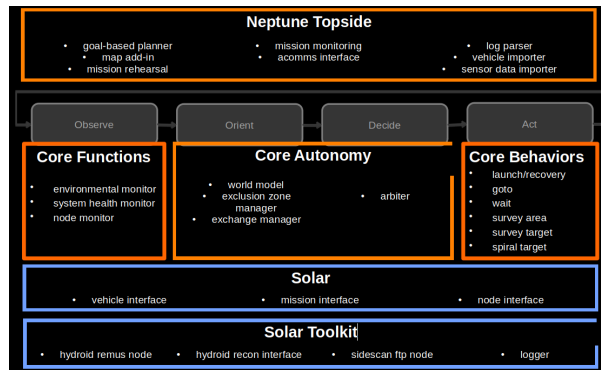 Neptune Topside
• goal-based planner
• map add-in
• mission rehearsal
• mission monitoring
• acomms interface
• log parser
• vehicle importer
• sensor data importer
Observe
Orient
Decide
Act
Core Functions
• environmental monitor
• system health monitor
• node monitor
Core Autonomy
• world model
• exclusion zone
manager
• exchange manager
• arbiter
Core Behaviors
• launch/recovery
• goto
• wait
• survey area
• survey target
• spiral target
Solar
• vehicle interface
• mission interface
• node interface
Solar Toolkit
• hydroid remus node
• hydroid recon interface
• sidescan ftp node
• logger